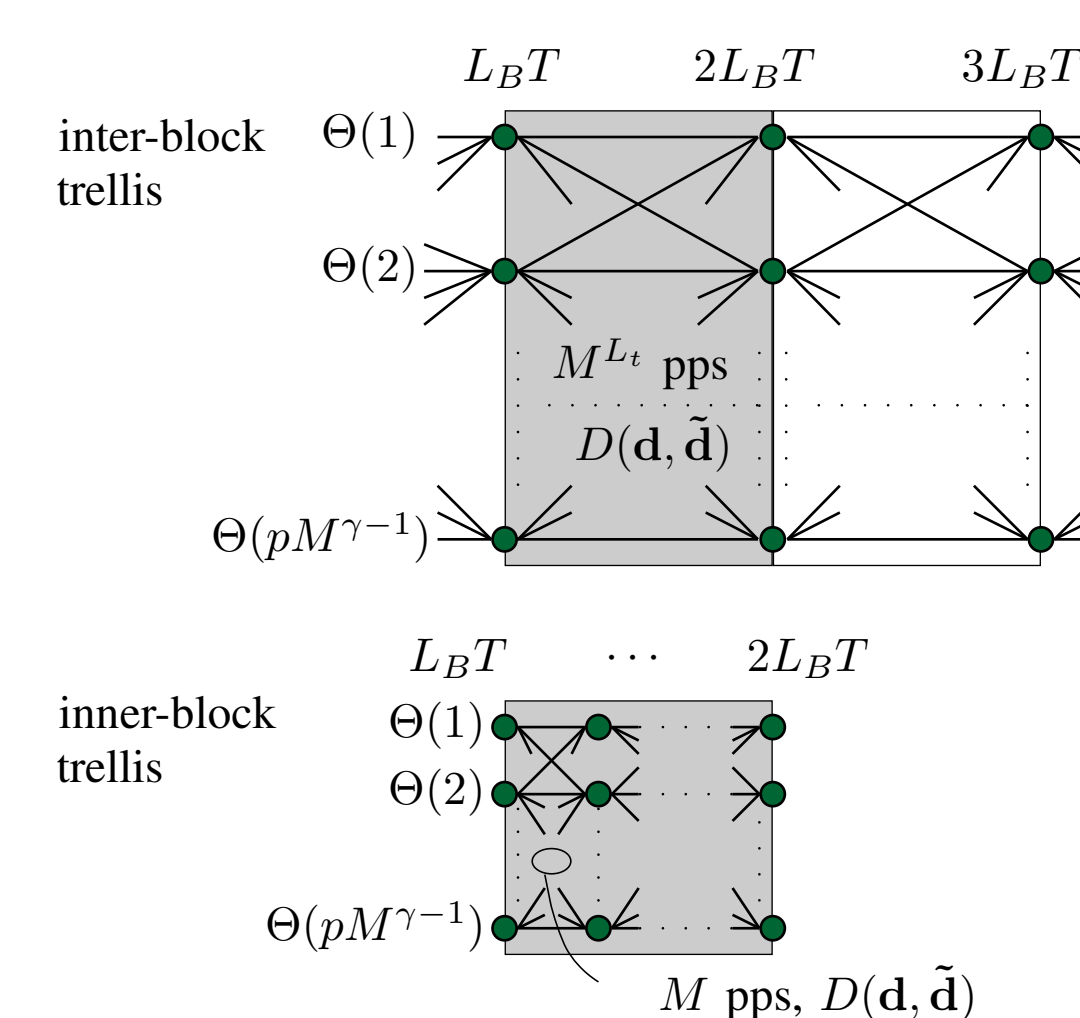 L_BT 2L_BT 3L_BT
inter-block Θ(1)
trellis
Θ(2)
M^{L_t} pps
D(𝐝, 𝐝̃)
Θ(pM^{γ−1})
L_BT ··· 2L_BT
inner-block Θ(1)
trellis
Θ(2)
Θ(pM^{γ−1})
M pps, D(𝐝, 𝐝̃)